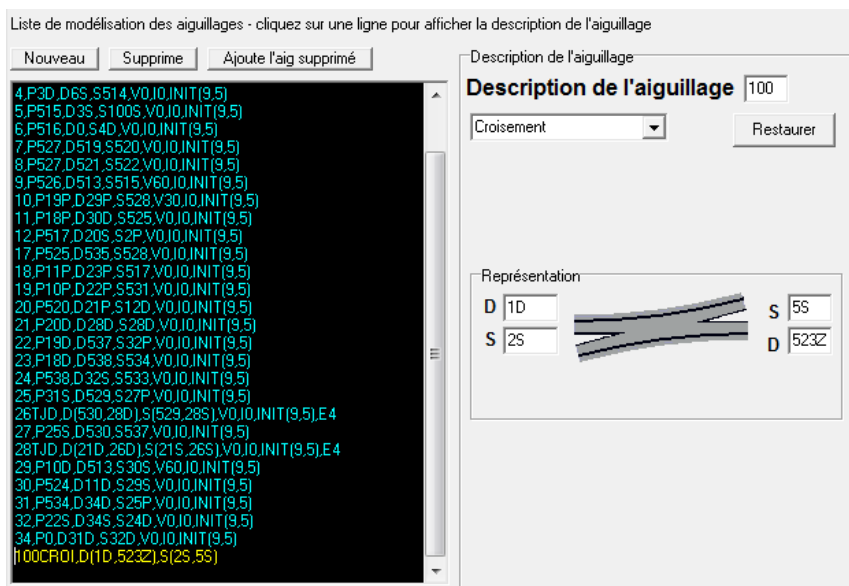 Liste de modélisation des aiguillages - cliquez sur une ligne pour afficher la description de l'aiguillage
Nouveau
Supprime
Ajoute l'aig supprimé
4,P3D,D6S,S514,V0,I0,INIT(9,5)
5,P515,D3S,S100S,V0,I0,INIT(9,5)
6,P516,D0,S4D,V0,I0,INIT(9,5)
7,P527,D519,S520,V0,I0,INIT(9,5)
8,P527,D521,S522,V0,I0,INIT(9,5)
9,P526,D513,S515,V60,I0,INIT(9,5)
10,P19P,D29P,S528,V30,I0,INIT(9,5)
11,P18P,D30D,S525,V0,I0,INIT(9,5)
12,P517,D20S,S2P,V0,I0,INIT(9,5)
17,P525,D535,S528,V0,I0,INIT(9,5)
18,P11P,D23P,S517,V0,I0,INIT(9,5)
19,P10P,D22P,S531,V0,I0,INIT(9,5)
20,P520,D21P,S12D,V0,I0,INIT(9,5)
21,P20D,D28D,S28D,V0,I0,INIT(9,5)
22,P19D,D537,S32P,V0,I0,INIT(9,5)
23,P18D,D538,S534,V0,I0,INIT(9,5)
24,P538,D32S,S533,V0,I0,INIT(9,5)
25,P31S,D529,S27P,V0,I0,INIT(9,5)
26TJD,D(530,28D),S(529,28S),V0,I0,INIT(9,5),E4
27,P25S,D530,S537,V0,I0,INIT(9,5)
28TJD,D(21D,26D),S(21S,26S),V0,I0,INIT(9,5),E4
29,P10D,D513,S30S,V60,I0,INIT(9,5)
30,P524,D11D,S29S,V0,I0,INIT(9,5)
31,P534,D34D,S25P,V0,I0,INIT(9,5)
32,P22S,D34S,S24D,V0,I0,INIT(9,5)
34,P0,D31D,S32D,V0,I0,INIT(9,5)
100CROI,D(1D,523Z),S(2S,5S)
Description de l'aiguillage
Description de l'aiguillage 100
Croisement
Restaurer
Représentation
D 1D
S 5S
S 2S
D 523Z